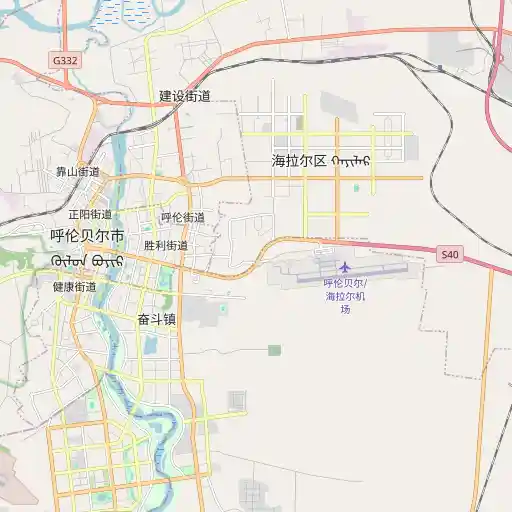 G332
建设街道
海拉尔区
靠山街道
正阳街道
呼伦街道
呼伦贝尔市
胜利街道
S40
健康街道
呼伦贝尔/
海拉尔机
场
奋斗镇